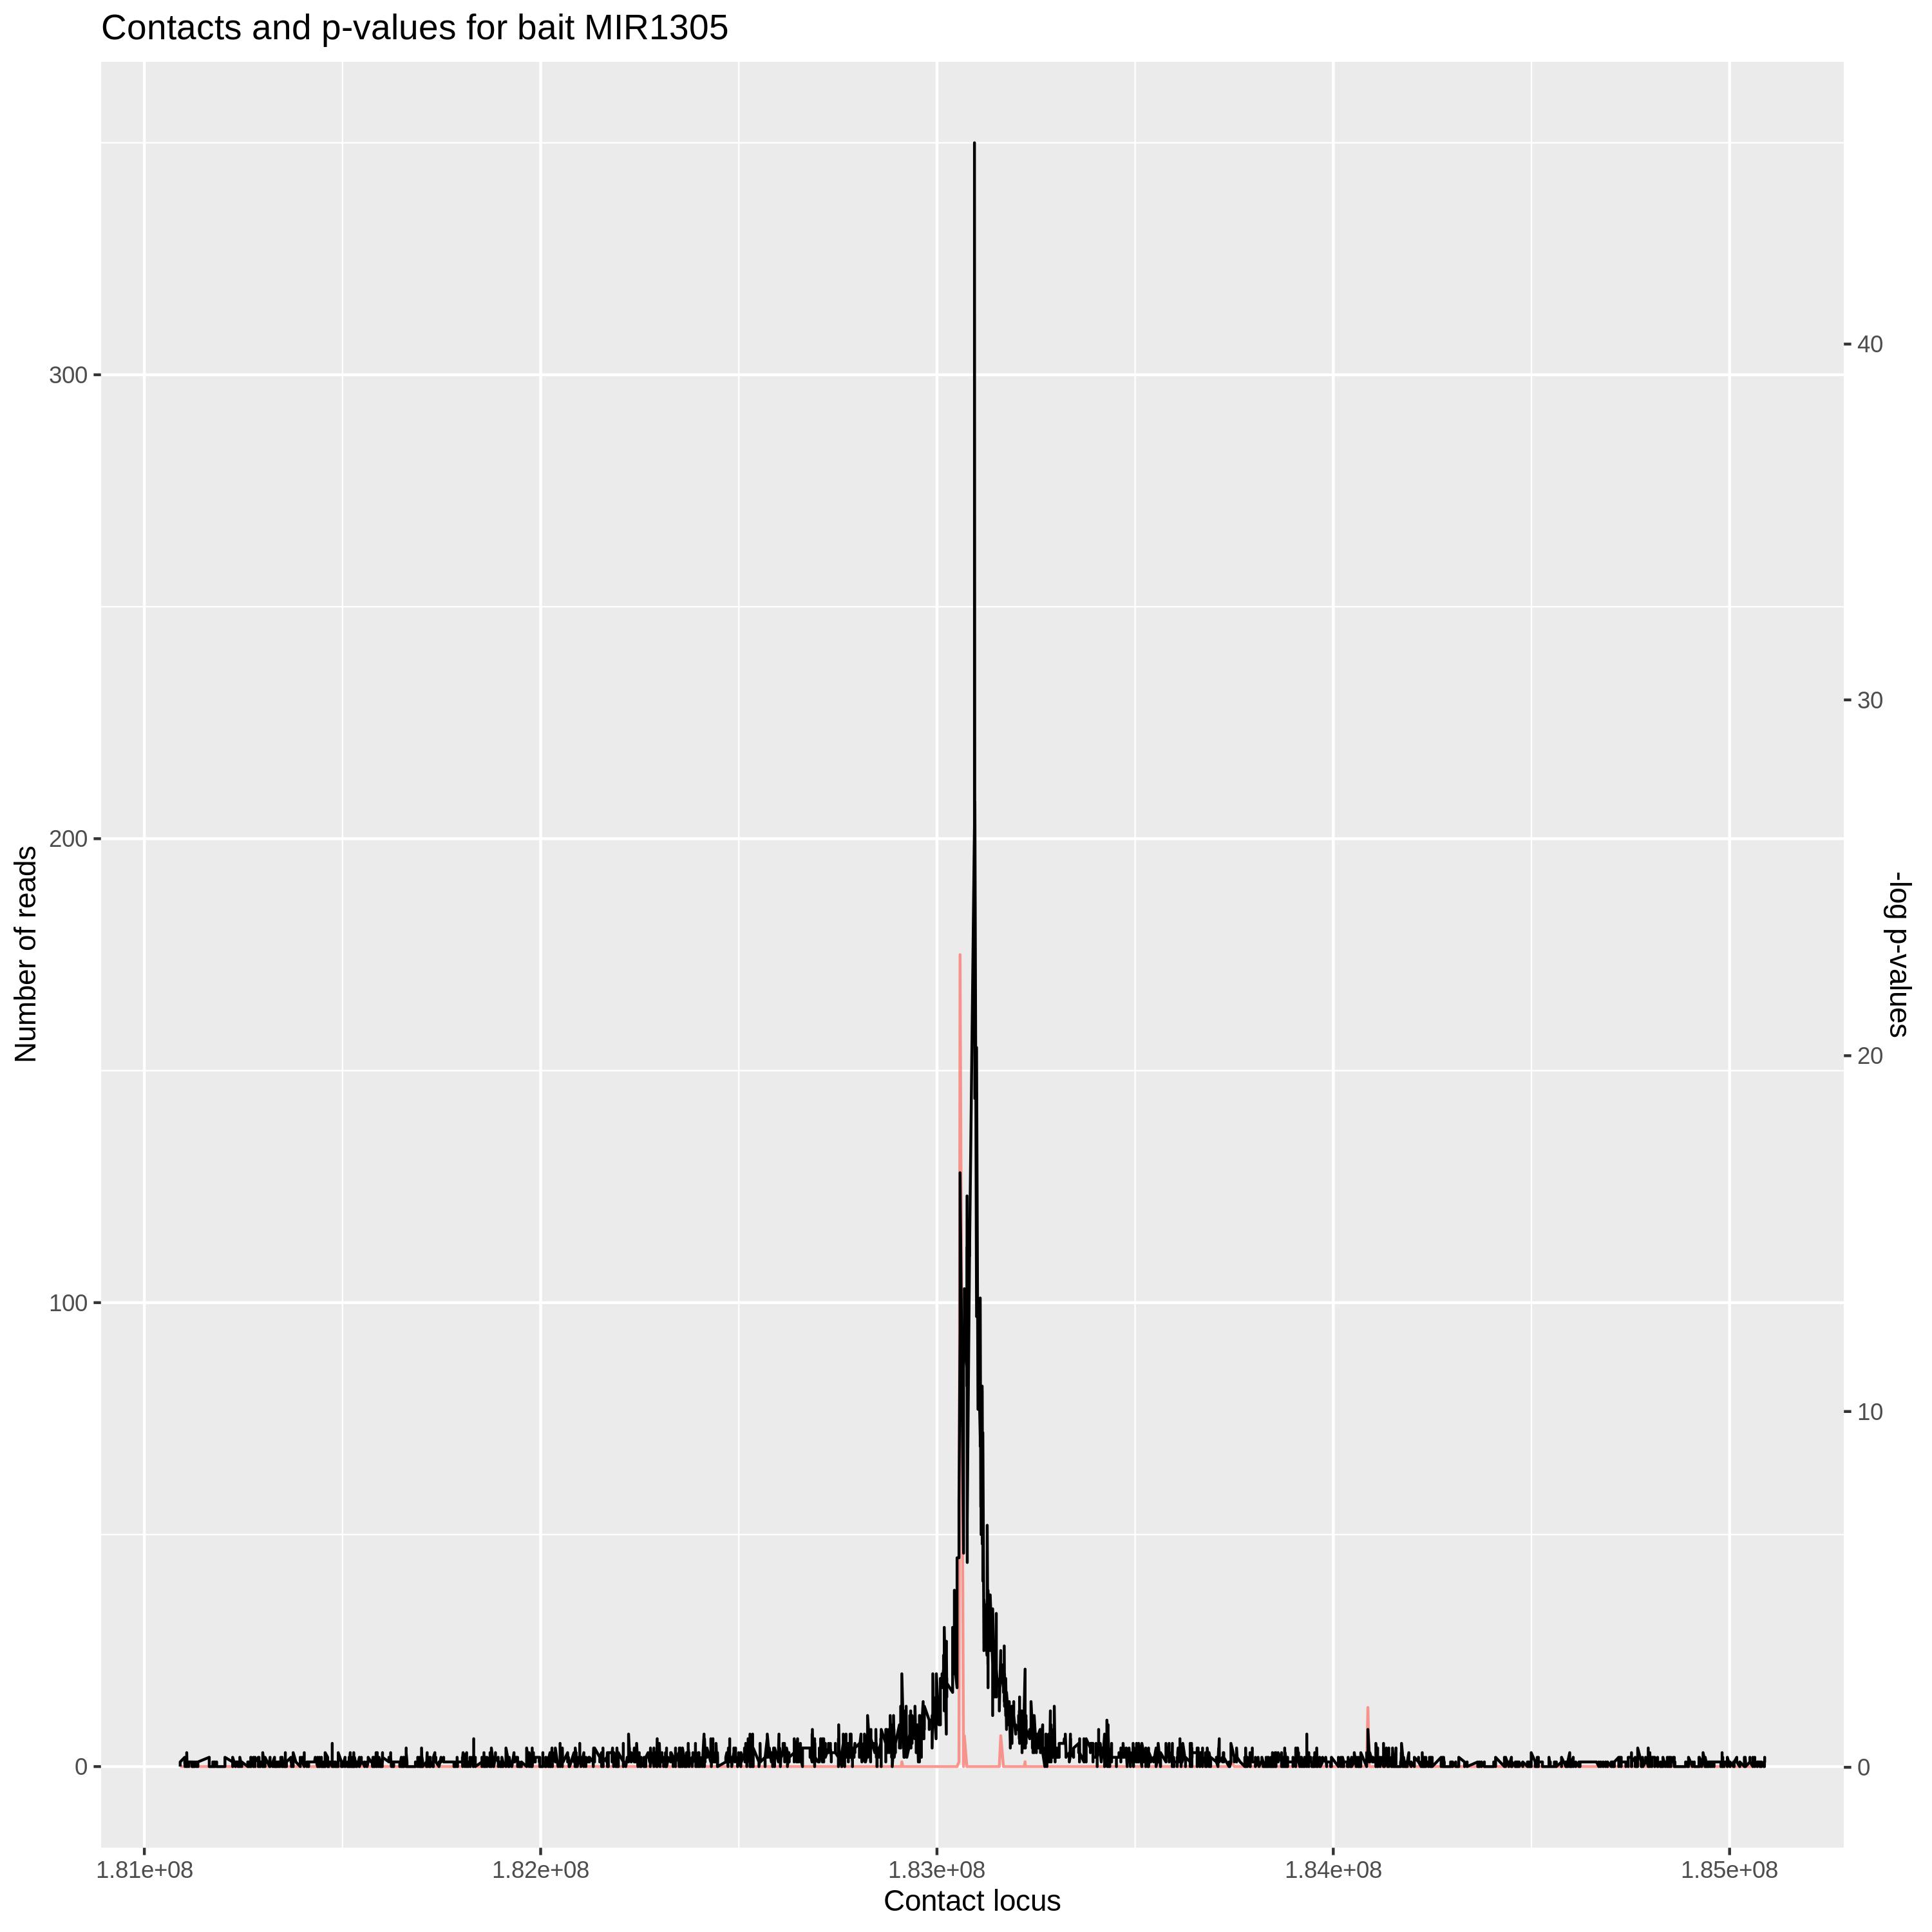 Contacts and p-values for bait MIR1305
Number of reads
300
200
100
0
-log p-values
40
30
20
10
0
1.81e+08 1.82e+08 1.83e+08 1.84e+08 1.85e+08
Contact locus